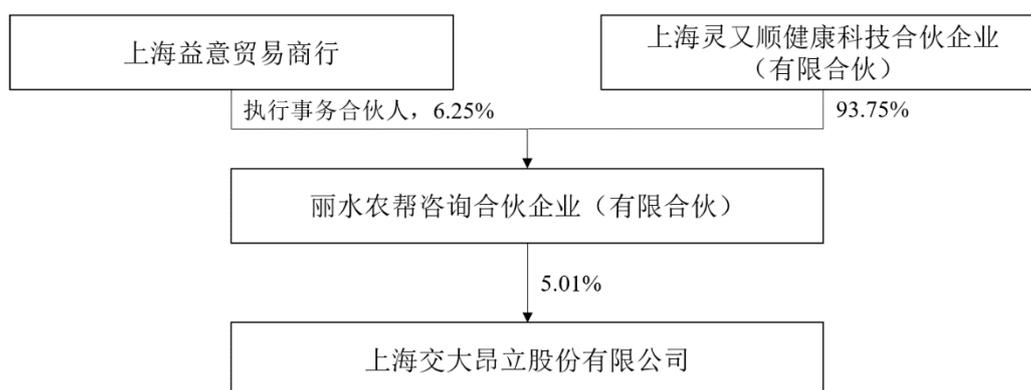 上海益意贸易商行
上海灵又顺健康科技合伙企业
（有限合伙）
执行事务合伙人，6.25%
93.75%
丽水农帮咨询合伙企业（有限合伙）
5.01%
上海交大昂立股份有限公司